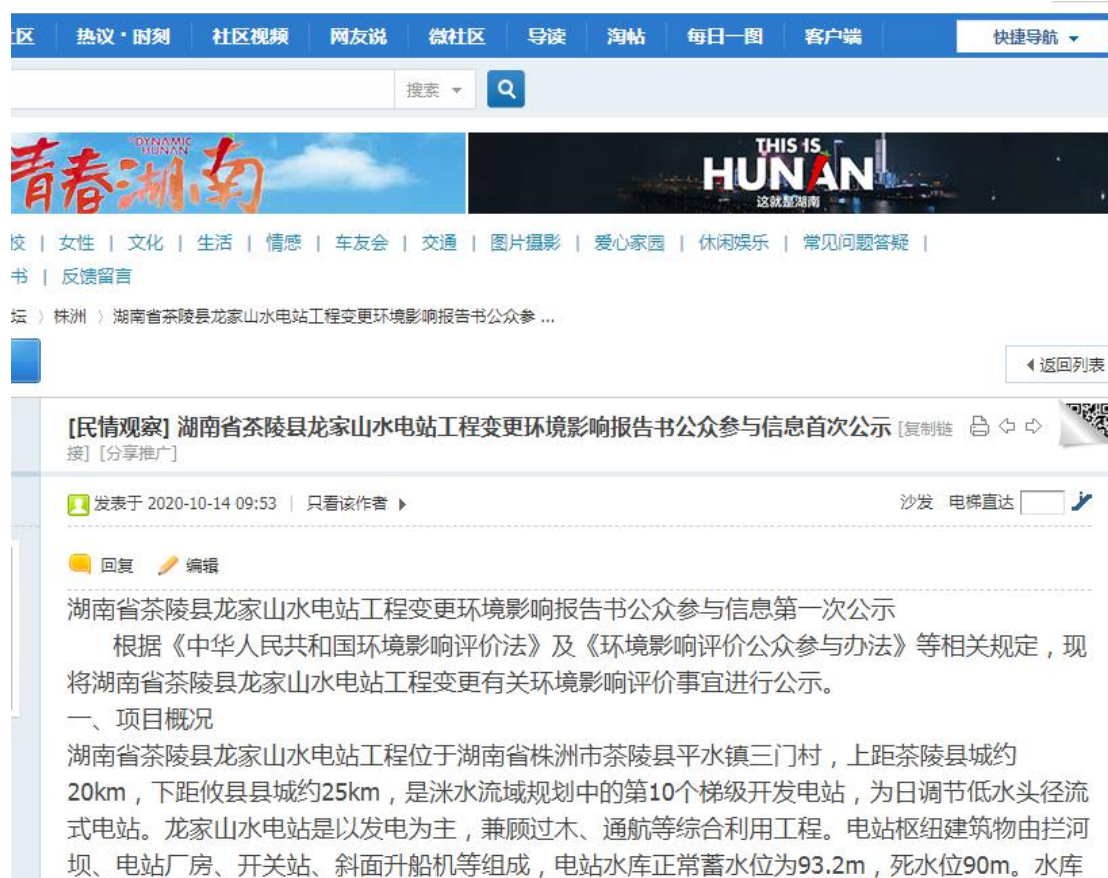 区 热议·时刻 社区视频 网友说 微社区 导读 淘帖 每日一图 客户端 快捷导航
搜索
青春湖南 DYNAMIC HUNAN
THIS IS
HUNAN
这就是湖南
校 | 女性 | 文化 | 生活 | 情感 | 车友会 | 交通 | 图片摄影 | 爱心家园 | 休闲娱乐 | 常见问题答疑 |
书 | 反馈留言
坛 〉 株洲 〉 湖南省茶陵县龙家山水电站工程变更环境影响报告书公众参 ...
返回列表
[民情观察] 湖南省茶陵县龙家山水电站工程变更环境影响报告书公众参与信息首次公示 [复制链
接] [分享推广]
发表于 2020-10-14 09:53 | 只看该作者 沙发 电梯直达
回复 编辑
湖南省茶陵县龙家山水电站工程变更环境影响报告书公众参与信息第一次公示
根据《中华人民共和国环境影响评价法》及《环境影响评价公众参与办法》等相关规定，现
将湖南省茶陵县龙家山水电站工程变更有关环境影响评价事宜进行公示。
一、项目概况
湖南省茶陵县龙家山水电站工程位于湖南省株洲市茶陵县平水镇三门村，上距茶陵县城约
20km，下距攸县县城约25km，是洣水流域规划中的第10个梯级开发电站，为日调节低水头径流
式电站。龙家山水电站是以发电为主，兼顾过木、通航等综合利用工程。电站枢纽建筑物由拦河
坝、电站厂房、开关站、斜面升船机等组成，电站水库正常蓄水位为93.2m，死水位90m。水库